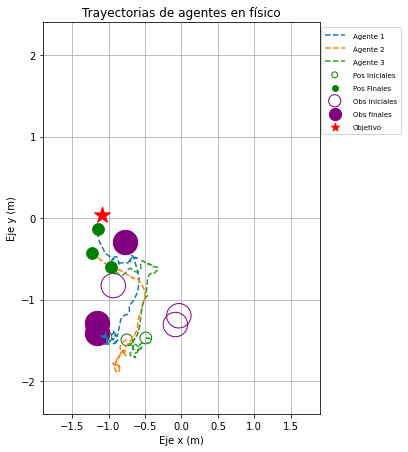 Trayectorias de agentes en físico
Agente 1
Agente 2
Agente 3
Pos Iniciales
Pos Finales
Obs Iniciales
Obs finales
Objetivo
Eje y (m)
2
1
0
−1
−2
−1.5
−1.0
−0.5
0.0
0.5
1.0
1.5
Eje x (m)